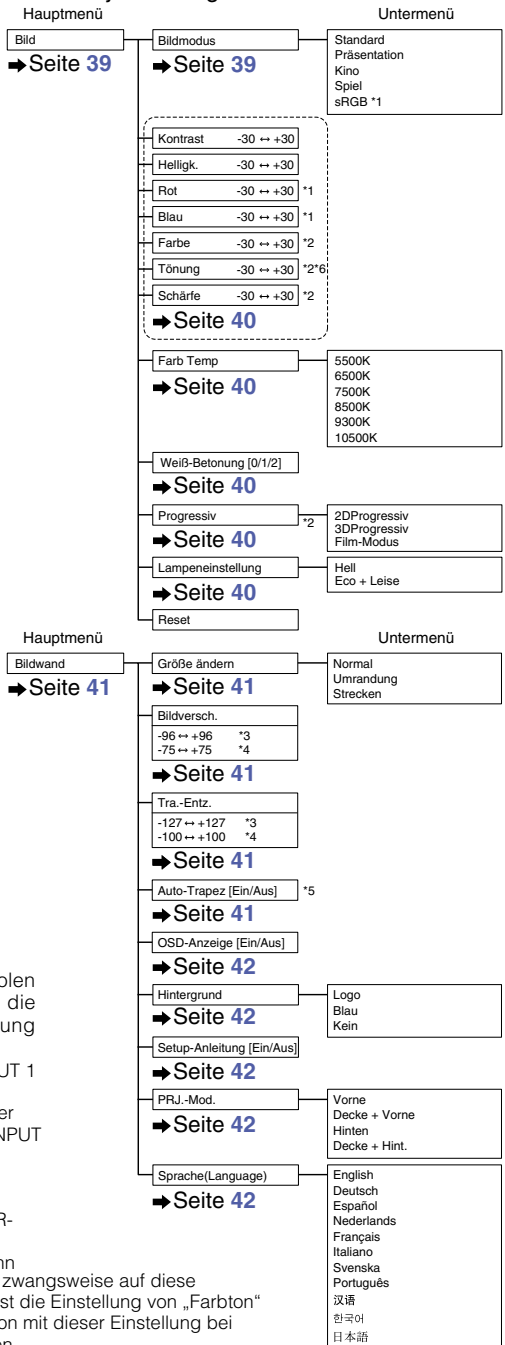 Hauptmenü
Untermenü
Bild
➡Seite 39
Bildmodus
➡Seite 39
Standard
Präsentation
Kino
Spiel
sRGB *1
Kontrast -30 ↔ +30
Helligk. -30 ↔ +30
Rot -30 ↔ +30 *1
Blau -30 ↔ +30 *1
Farbe -30 ↔ +30 *2
Tönung -30 ↔ +30 *2*6
Schärfe -30 ↔ +30 *2
➡Seite 40
Farb Temp
➡Seite 40
5500K
6500K
7500K
8500K
9300K
10500K
Weiß-Betonung [0/1/2]
➡Seite 40
Progressiv *2
➡Seite 40
2DProgressiv
3DProgressiv
Film-Modus
Lampeneinstellung
➡Seite 40
Hell
Eco + Leise
Reset
Hauptmenü
Untermenü
Bildwand
➡Seite 41
Größe ändern
➡Seite 41
Normal
Umrandung
Strecken
Bildversch.
-96 ↔ +96 *3
-75 ↔ +75 *4
➡Seite 41
Tra.-Entz.
-127 ↔ +127 *3
-100 ↔ +100 *4
➡Seite 41
Auto-Trapez [Ein/Aus] *5
➡Seite 41
OSD-Anzeige [Ein/Aus]
➡Seite 42
Hintergrund
➡Seite 42
Logo
Blau
Kein
Setup-Anleitung [Ein/Aus]
➡Seite 42
PRJ.-Mod.
➡Seite 42
Vorne
Decke + Vorne
Hinten
Decke + Hint.
Sprache(Language)
➡Seite 42
English
Deutsch
Español
Nederlands
Français
Italiano
Svenska
Português
汉语
한국어
日本語
olen
die
ung
UT 1
er
NPUT
R-
nn
zwangsweise auf diese
st die Einstellung von „Farbton“
on mit dieser Einstellung bei